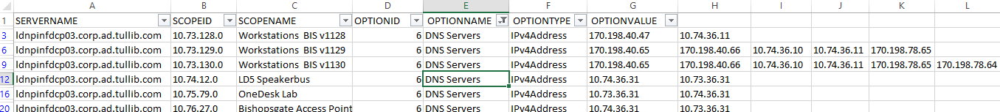 A B C D E F G H I J K L
1 SERVERNAME SCOPEID SCOPENAME OPTIONID OPTIONNAME OPTIONTYPE OPTIONVALUE
3 ldnpinfdcp03.corp.ad.tullib.com 10.73.128.0 Workstations BIS v1128 6 DNS Servers IPv4Address 170.198.40.47 10.74.36.11
6 ldnpinfdcp03.corp.ad.tullib.com 10.73.129.0 Workstations BIS v1129 6 DNS Servers IPv4Address 170.198.40.65 170.198.40.66 10.74.36.10 10.74.36.11 170.198.78.65
9 ldnpinfdcp03.corp.ad.tullib.com 10.73.130.0 Workstations BIS v1130 6 DNS Servers IPv4Address 170.198.40.65 170.198.40.66 10.74.36.10 10.74.36.11 170.198.78.65 170.198.78.64
12 ldnpinfdcp03.corp.ad.tullib.com 10.74.12.0 LD5 Speakerbus 6 DNS Servers IPv4Address 10.74.36.31 10.73.36.31
16 ldnpinfdcp03.corp.ad.tullib.com 10.75.79.0 OneDesk Lab 6 DNS Servers IPv4Address 10.73.36.31 10.74.36.31
20 ldnpinfdcp03.corp.ad.tullib.com 10.76.27.0 Bishopsgate Access Point 6 DNS Servers IPv4Address 10.74.36.31 10.73.36.31